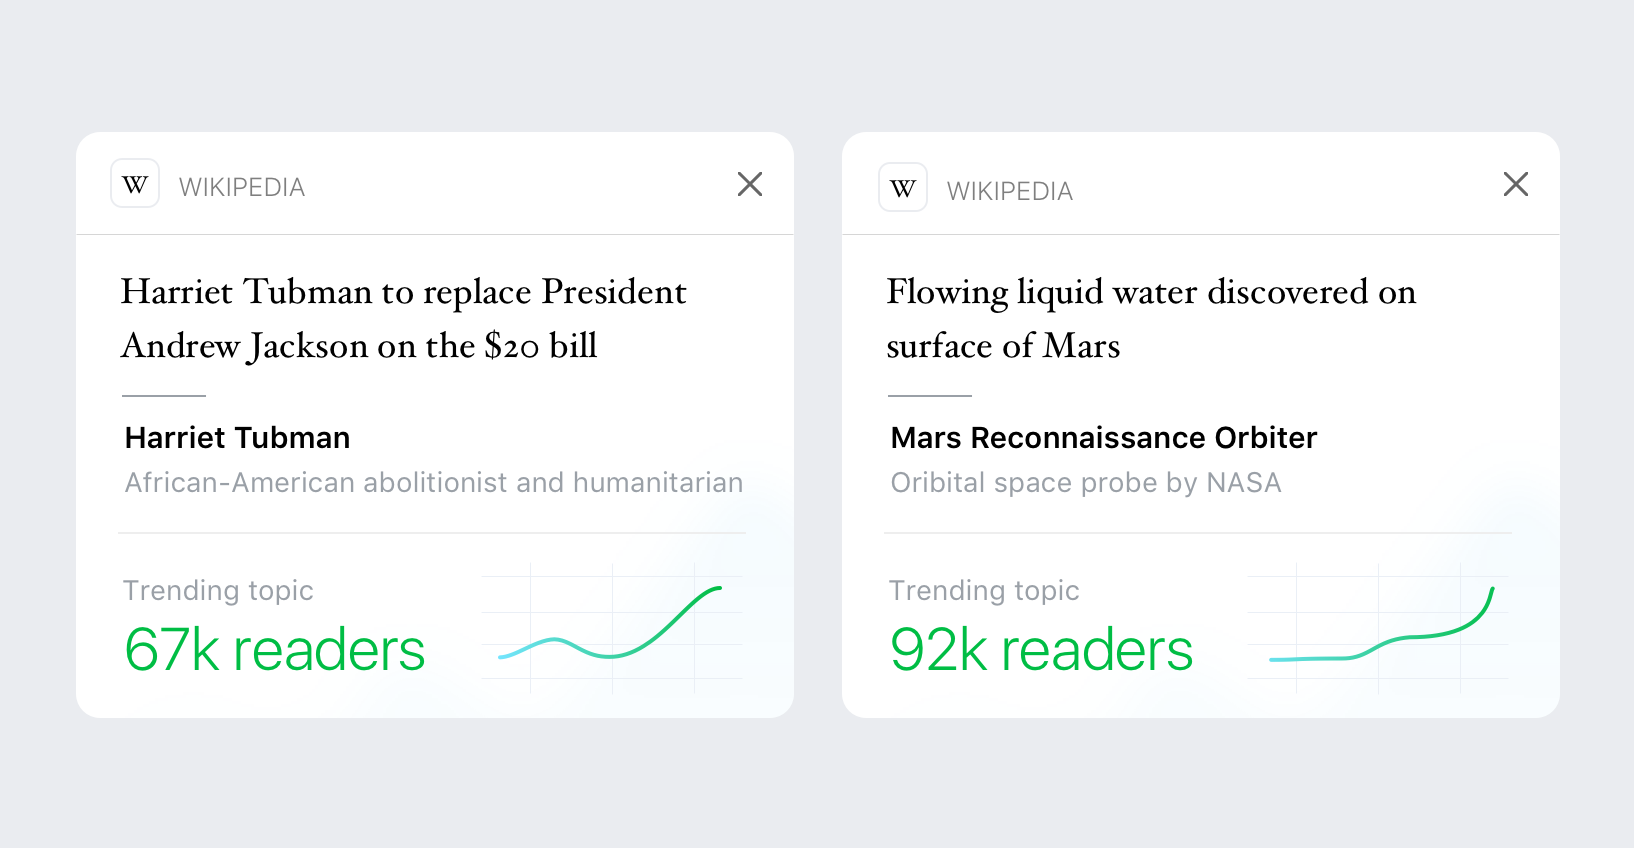 W WIKIPEDIA
Harriet Tubman to replace President
Andrew Jackson on the $20 bill
Harriet Tubman
African-American abolitionist and humanitarian
Trending topic
67k readers
W WIKIPEDIA
Flowing liquid water discovered on
surface of Mars
Mars Reconnaissance Orbiter
Oribital space probe by NASA
Trending topic
92k readers